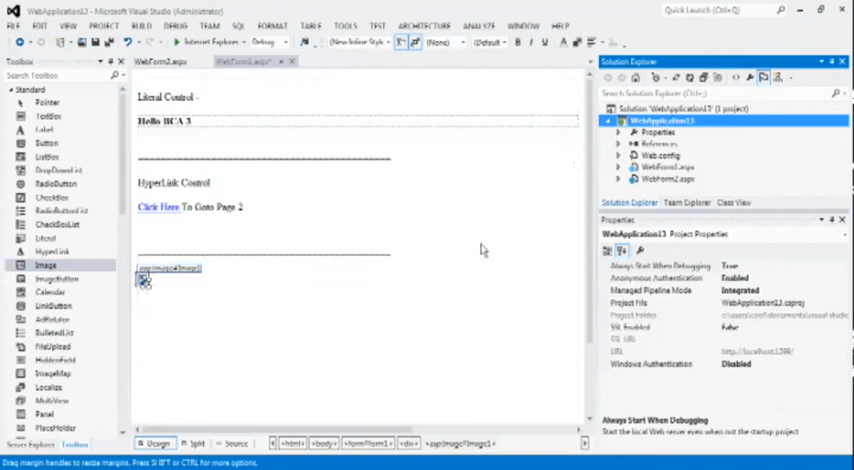 WebApplication13 - Microsoft Visual Studio (Administrator)
Quick Launch (Ctrl+Q)
FILE EDIT VIEW PROJECT BUILD DEBUG TEAM SQL FORMAT TABLE TOOLS TEST ARCHITECTURE ANALYZE WINDOW HELP
Internet Explorer Debug (New Inline Style (None) (Default B I U A
Toolbox
Search Toolbox
Standard
Pointer
TextBox
Label
Button
ListBox
DropDownList
RadioButton
CheckBox
RadioButtonList
CheckBoxList
Literal
HyperLink
Image
ImageButton
Calendar
LinkButton
AdRotator
BulletedList
FileUpload
HiddenField
ImageMap
Localize
MultiView
Panel
PlaceHolder
Server Explorer Toolbox
WebForm2.aspx WebForm1.aspx*
Literal Control -
Hello BCA 3
HyperLink Control
Click Here To Goto Page 2
asp:Image#Image1
Design Split Source <html> <body> <form#form1> <div> <asp:Image#Image1>
Solution Explorer
Search Solution Explorer (Ctrl+;)
Solution 'WebApplication13' (1 project)
WebApplication13
Properties
References
Web.config
WebForm1.aspx
WebForm2.aspx
Solution Explorer Team Explorer Class View
Properties
WebApplication13 Project Properties
Always Start When Debugging True
Anonymous Authentication Enabled
Managed Pipeline Mode Integrated
Project File WebApplication13.csproj
Project Folder
SSL Enabled False
SSL URL
URL http://localhost:1299/
Windows Authentication Disabled
Always Start When Debugging
Start the local Web server even when not the startup project
Drag margin handles to resize margins. Press SHIFT or CTRL for more options.